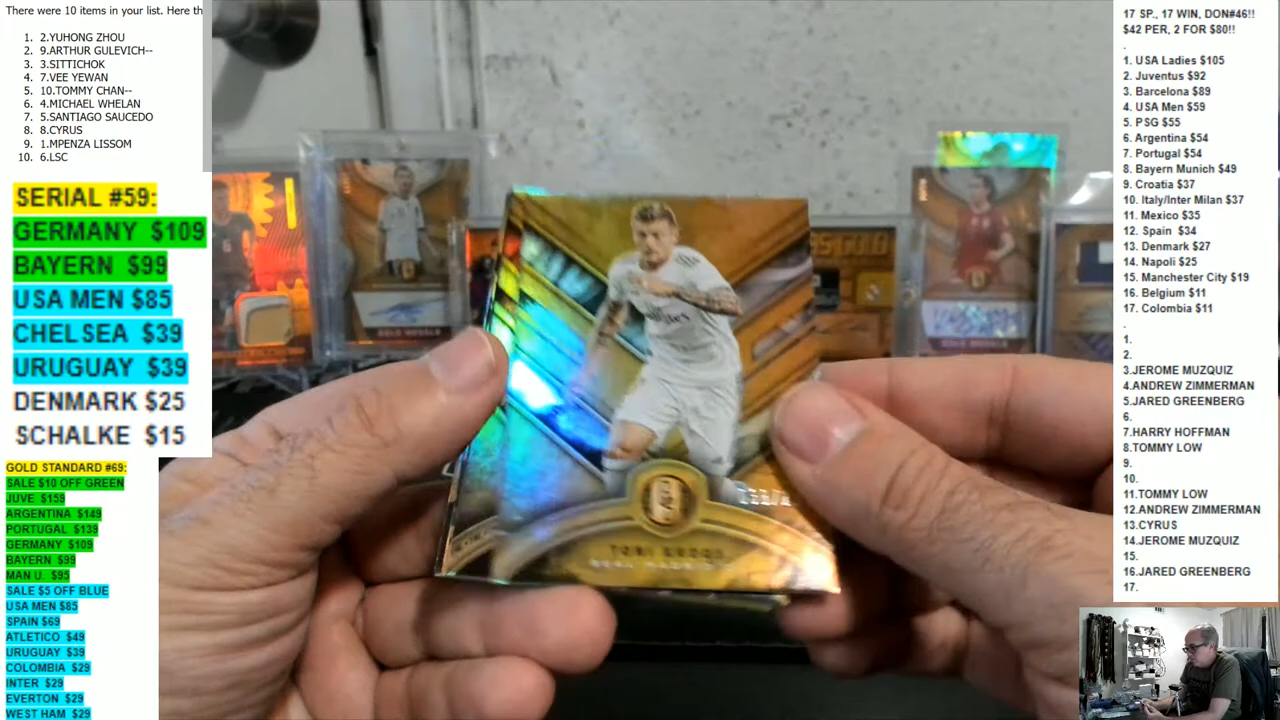 There were 10 items in your list. Here th
1. 2.YUHONG ZHOU
2. 9.ARTHUR GULEVICH--
3. 3.SITTICHOK
4. 7.VEE YEWAN
5. 10.TOMMY CHAN--
6. 4.MICHAEL WHELAN
7. 5.SANTIAGO SAUCEDO
8. 8.CYRUS
9. 1.MPENZA LISSOM
10. 6.LSC
SERIAL #59:
GERMANY $109
BAYERN $99
USA MEN $85
CHELSEA $39
URUGUAY $39
DENMARK $25
SCHALKE $15
GOLD STANDARD #69:
SALE $10 OFF GREEN
JUVE $159
ARGENTINA $149
PORTUGAL $139
GERMANY $109
BAYERN $99
MAN U. $95
SALE $5 OFF BLUE
USA MEN $85
SPAIN $69
ATLETICO $49
URUGUAY $39
COLOMBIA $29
INTER $29
EVERTON $29
WEST HAM $29
TONI KROOS
REAL MADRID
17 SP., 17 WIN, DON#46!!
$42 PER, 2 FOR $80!!
.
1. USA Ladies $105
2. Juventus $92
3. Barcelona $89
4. USA Men $59
5. PSG $55
6. Argentina $54
7. Portugal $54
8. Bayern Munich $49
9. Croatia $37
10. Italy/Inter Milan $37
11. Mexico $35
12. Spain $34
13. Denmark $27
14. Napoli $25
15. Manchester City $19
16. Belgium $11
17. Colombia $11
.
1.
2.
3.JEROME MUZQUIZ
4.ANDREW ZIMMERMAN
5.JARED GREENBERG
6.
7.HARRY HOFFMAN
8.TOMMY LOW
9.
10.
11.TOMMY LOW
12.ANDREW ZIMMERMAN
13.CYRUS
14.JEROME MUZQUIZ
15.
16.JARED GREENBERG
17.